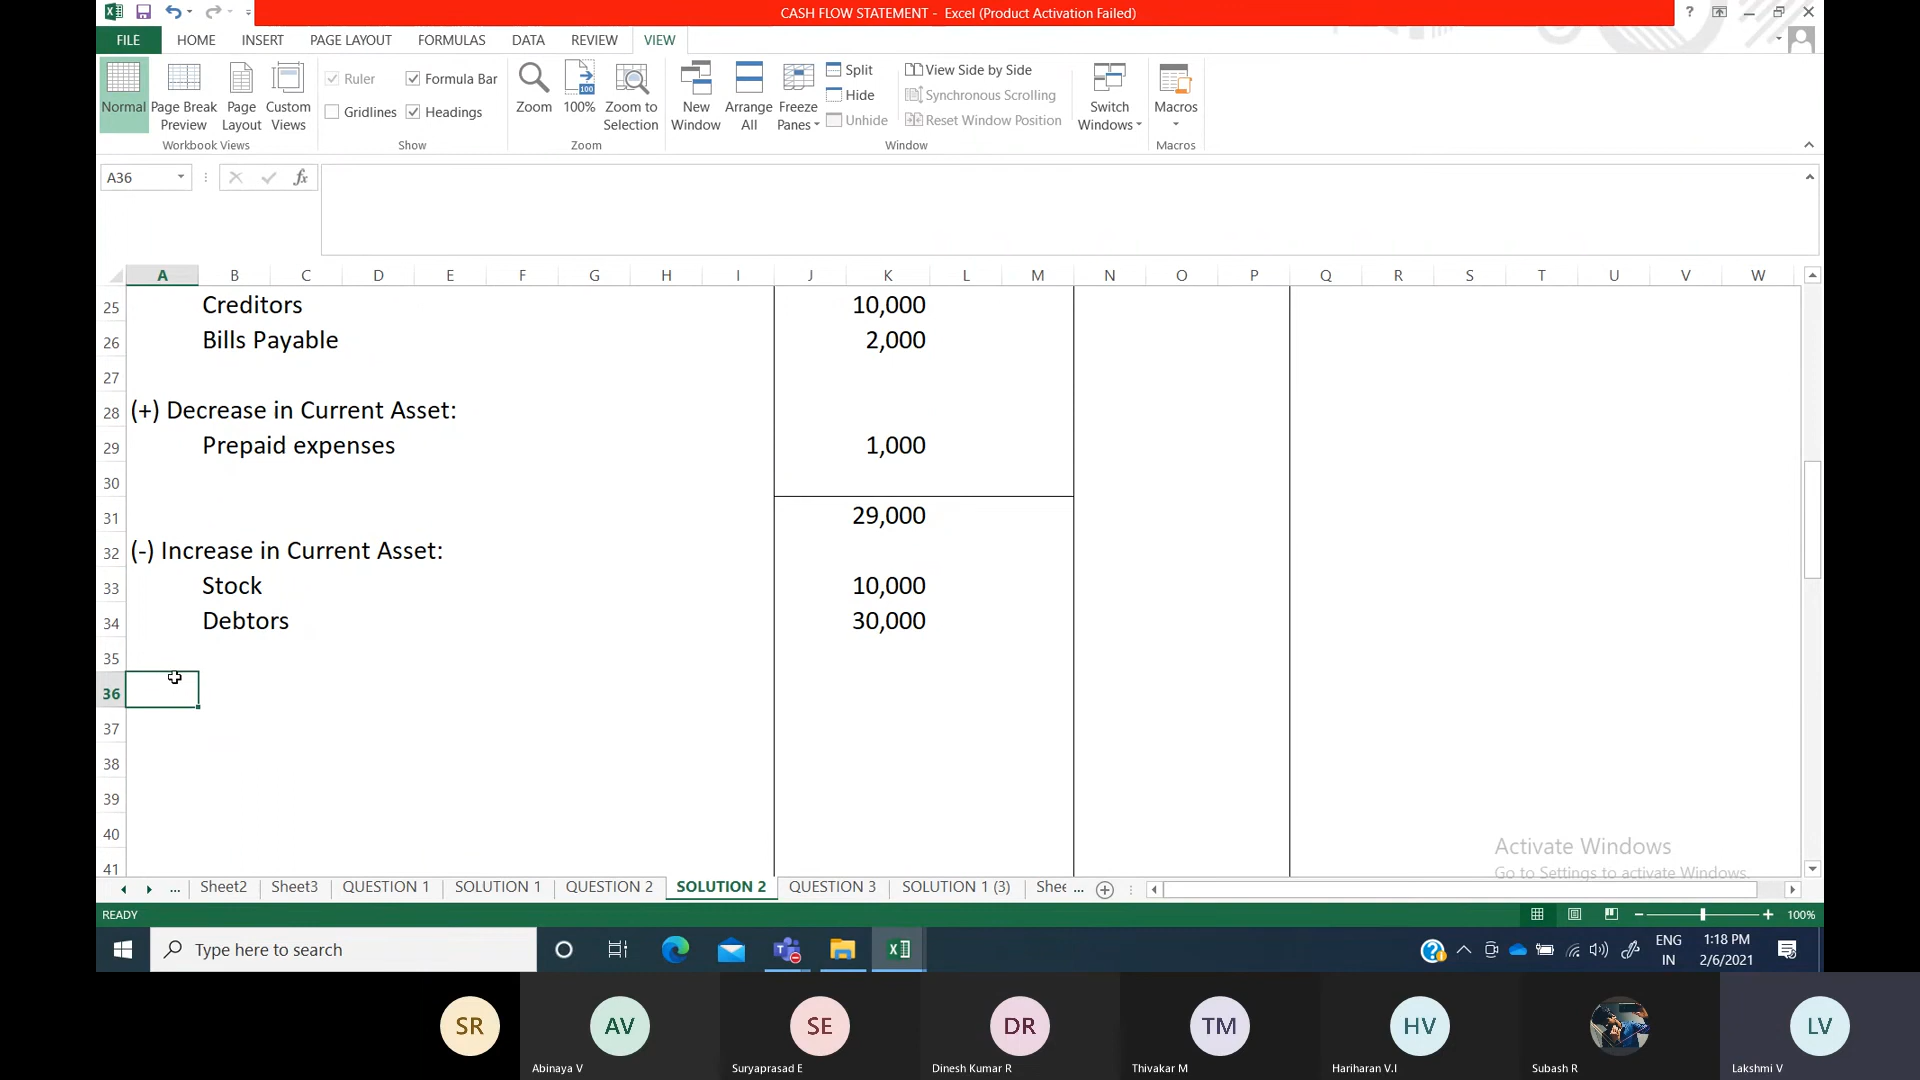 CASH FLOW STATEMENT - Excel (Product Activation Failed)
?
FILE
HOME
INSERT
PAGE LAYOUT
FORMULAS
DATA
REVIEW
VIEW
Normal
Page Break
Preview
Page
Layout
Custom
Views
Workbook Views
Ruler
Formula Bar
Gridlines
Headings
Show
Zoom
100%
Zoom to
Selection
Zoom
New
Window
Arrange
All
Freeze
Panes
Split
Hide
Unhide
View Side by Side
Synchronous Scrolling
Reset Window Position
Switch
Windows
Window
Macros
Macros
A36
fx
A B C D E F G H I J K L M N O P Q R S T U V W
25 Creditors 10,000
26 Bills Payable 2,000
27
28 (+) Decrease in Current Asset:
29 Prepaid expenses 1,000
30
31 29,000
32 (-) Increase in Current Asset:
33 Stock 10,000
34 Debtors 30,000
35
36
37
38
39
40
41
Activate Windows
Go to Settings to activate Windows.
... Sheet2 Sheet3 QUESTION 1 SOLUTION 1 QUESTION 2 SOLUTION 2 QUESTION 3 SOLUTION 1 (3) Shee ...
READY
100%
Type here to search
ENG
IN
1:18 PM
2/6/2021
SR
AV
SE
DR
TM
HV
LV
Abinaya V
Suryaprasad E
Dinesh Kumar R
Thivakar M
Hariharan V.I
Subash R
Lakshmi V